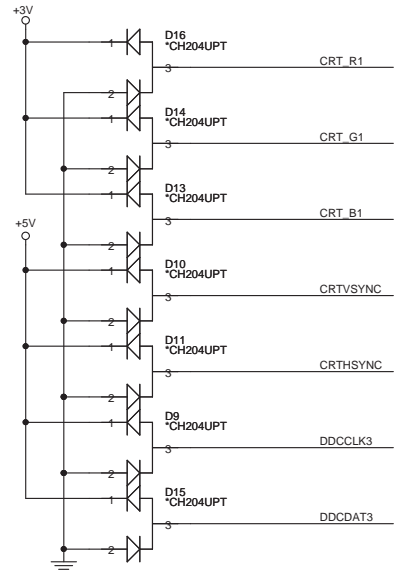 +3V
1
D16
*CH204UPT
3
CRT_R1
2
1
D14
*CH204UPT
3
CRT_G1
2
1
D13
*CH204UPT
3
CRT_B1
2
+5V
1
D10
*CH204UPT
3
CRTVSYNC
2
1
D11
*CH204UPT
3
CRTHSYNC
2
1
D9
*CH204UPT
3
DDCCLK3
2
1
D15
*CH204UPT
3
DDCDAT3
2